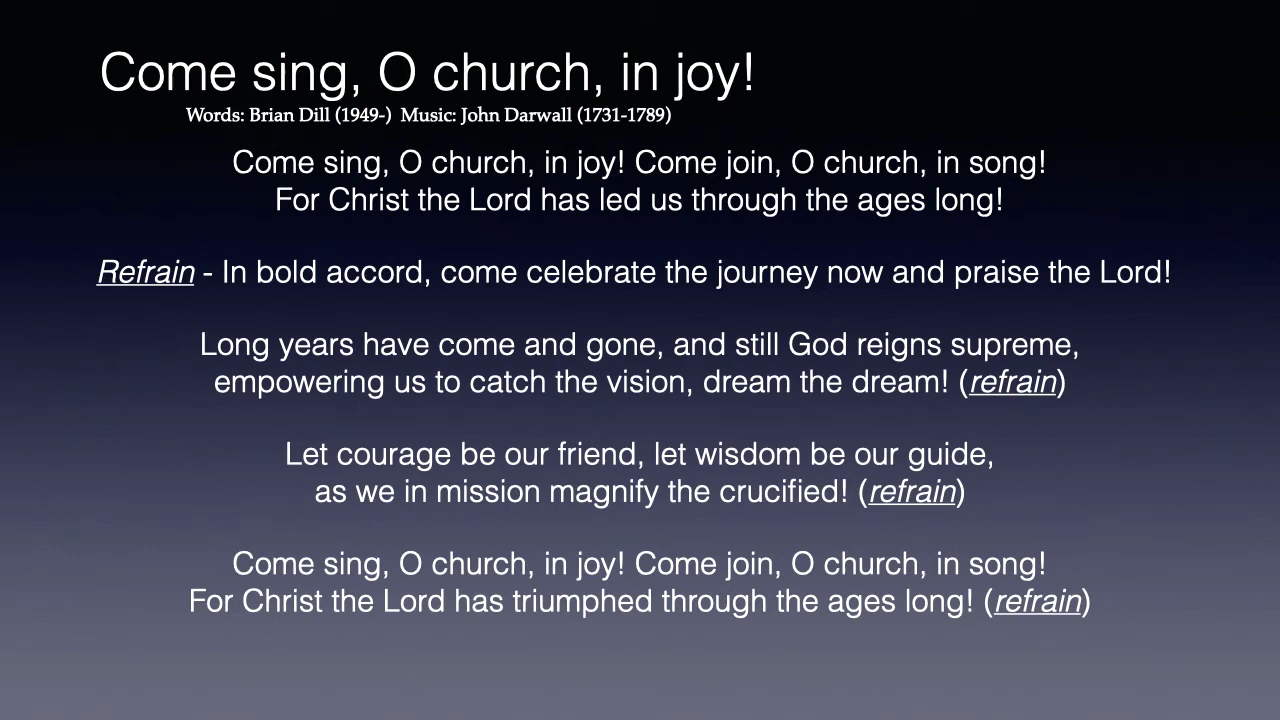 Come sing, O church, in joy!
Words: Brian Dill (1949-)  Music: John Darwall (1731-1789)
Come sing, O church, in joy! Come join, O church, in song!
For Christ the Lord has led us through the ages long!
Refrain - In bold accord, come celebrate the journey now and praise the Lord!
Long years have come and gone, and still God reigns supreme,
empowering us to catch the vision, dream the dream! (refrain)
Let courage be our friend, let wisdom be our guide,
as we in mission magnify the crucified! (refrain)
Come sing, O church, in joy! Come join, O church, in song!
For Christ the Lord has triumphed through the ages long! (refrain)